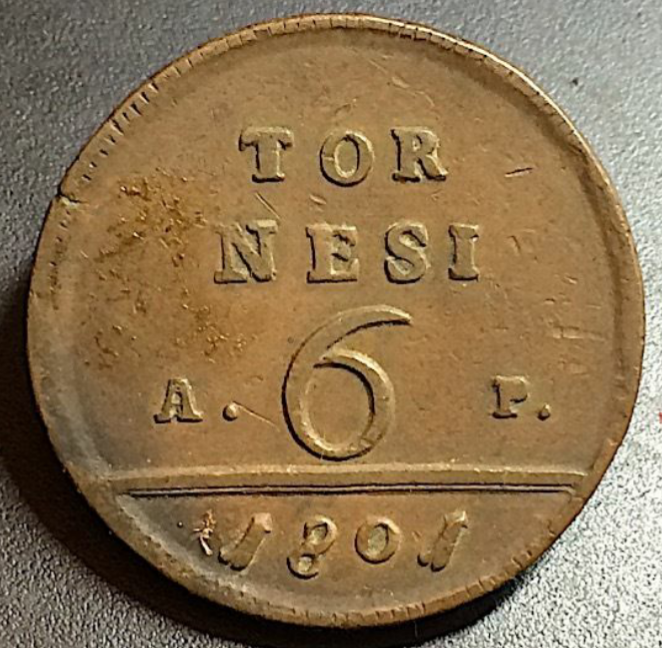 TOR
NESI
A. 6 P.
1801